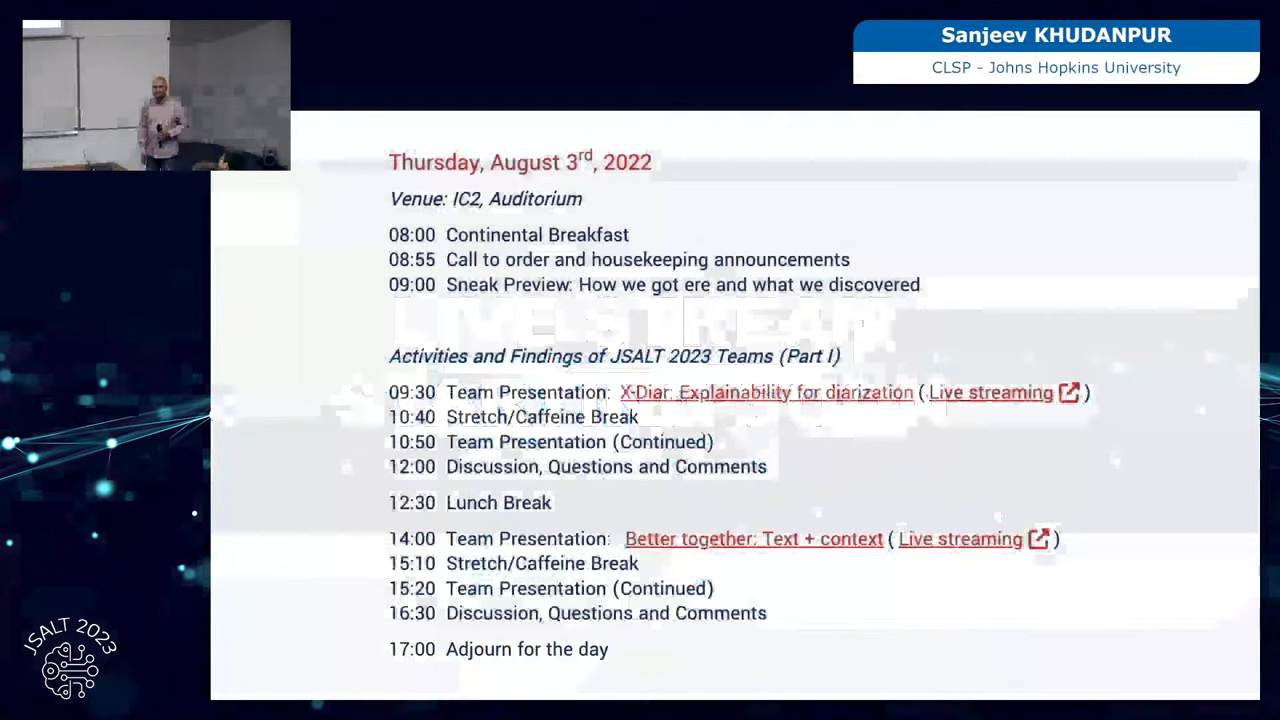 Sanjeev KHUDANPUR
CLSP - Johns Hopkins University
Thursday, August 3rd, 2022
Venue: IC2, Auditorium
08:00 Continental Breakfast
08:55 Call to order and housekeeping announcements
09:00 Sneak Preview: How we got ere and what we discovered
LIVESTREAM
Activities and Findings of JSALT 2023 Teams (Part I)
09:30 Team Presentation: X-Diar: Explainability for diarization (Live streaming)
10:40 Stretch/Caffeine Break
10:50 Team Presentation (Continued)
12:00 Discussion, Questions and Comments
12:30 Lunch Break
14:00 Team Presentation: Better together: Text + context (Live streaming)
15:10 Stretch/Caffeine Break
15:20 Team Presentation (Continued)
16:30 Discussion, Questions and Comments
17:00 Adjourn for the day
JSALT 2023